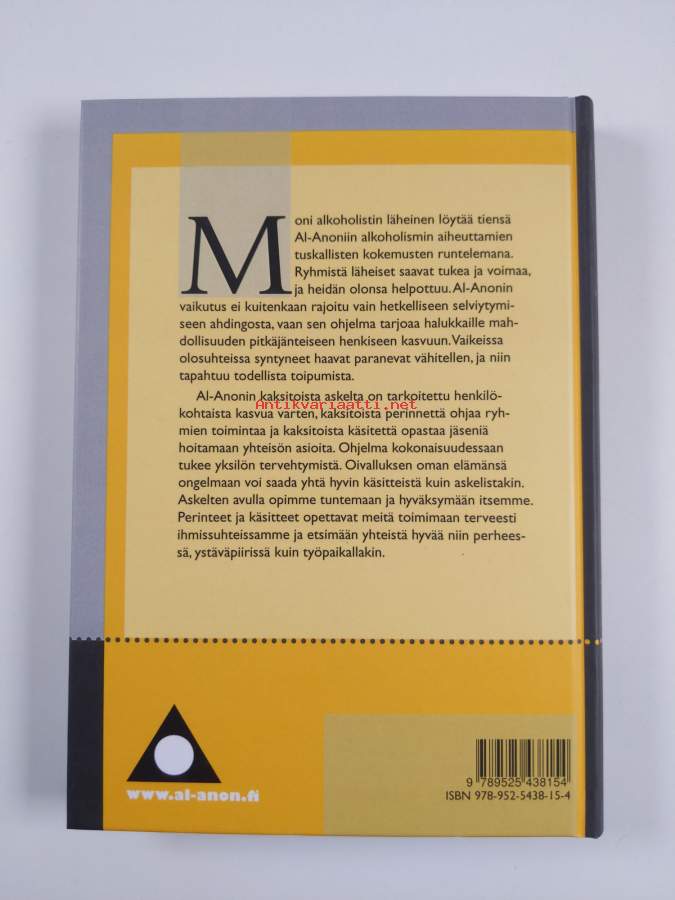 Moni alkoholistin läheinen löytää tiensä
Al-Anoniin alkoholismin aiheuttamien
tuskallisten kokemusten runtelemana.
Ryhmistä läheiset saavat tukea ja voimaa,
ja heidän olonsa helpottuu. Al-Anonin
vaikutus ei kuitenkaan rajoitu vain hetkelliseen selviytymi-
seen ahdingosta, vaan sen ohjelma tarjoaa halukkaille mah-
dollisuuden pitkäjänteiseen henkiseen kasvuun. Vaikeissa
olosuhteissa syntyneet haavat paranevat vähitellen, ja niin
tapahtuu todellista toipumista.
Al-Anonin kaksitoista askelta on tarkoitettu henkilö-
kohtaista kasvua varten, kaksitoista perinnettä ohjaa ryh-
Antikvariaatti.net
mien toimintaa ja kaksitoista käsitettä opastaa jäseniä
hoitamaan yhteisön asioita. Ohjelma kokonaisuudessaan
tukee yksilön tervehtymistä. Oivalluksen oman elämänsä
ongelmaan voi saada yhtä hyvin käsitteistä kuin askelistakin.
Askelten avulla opimme tuntemaan ja hyväksymään itsemme.
Perinteet ja käsitteet opettavat meitä toimimaan terveesti
ihmissuhteissamme ja etsimään yhteistä hyvää niin perhees-
sä, ystäväpiirissä kuin työpaikallakin.
www.al-anon.fi
9 789525 438154
ISBN 978-952-5438-15-4